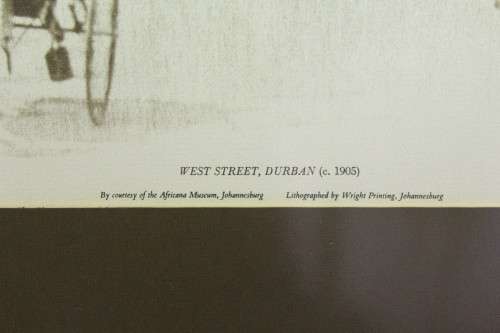 WEST STREET, DURBAN (c. 1905)
By courtesy of the Africana Museum, Johannesburg Lithographed by Wright Printing, Johannesburg